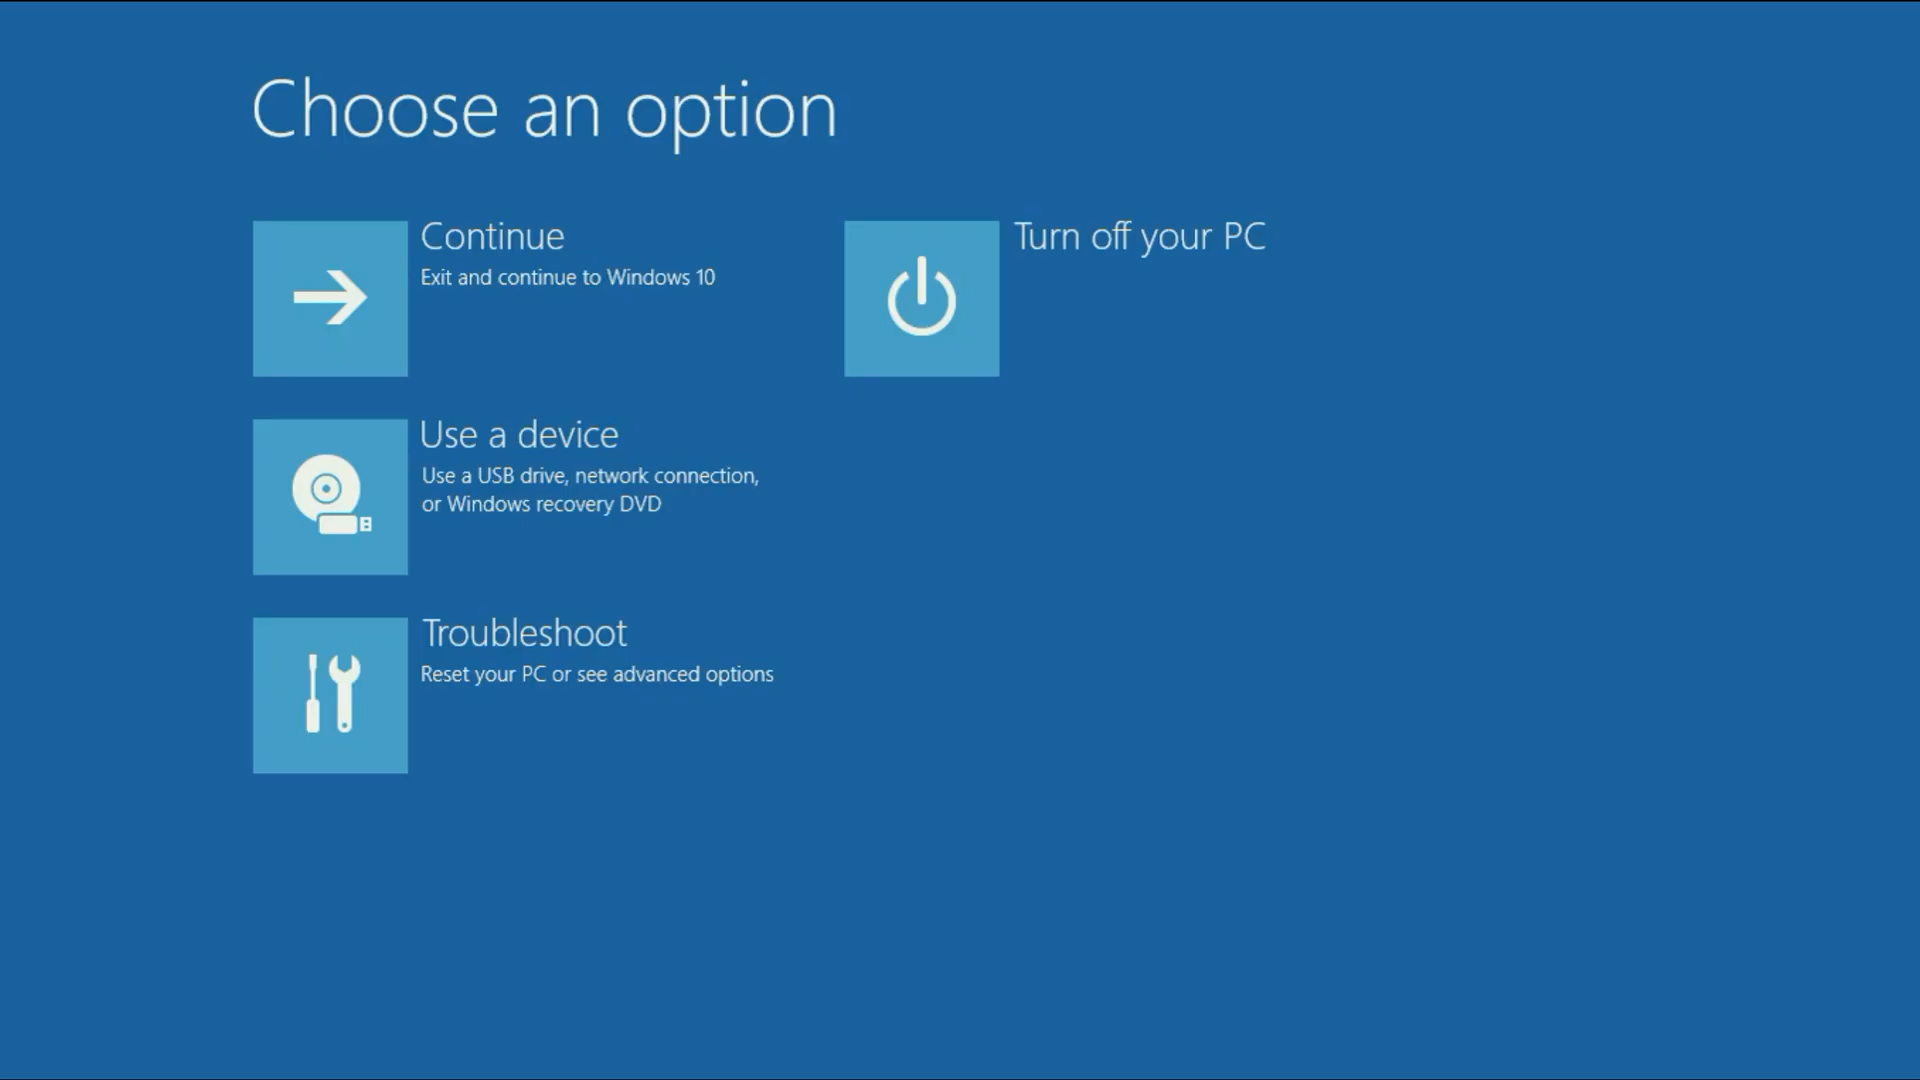 Choose an option
Continue
Exit and continue to Windows 10
Turn off your PC
Use a device
Use a USB drive, network connection,
or Windows recovery DVD
Troubleshoot
Reset your PC or see advanced options